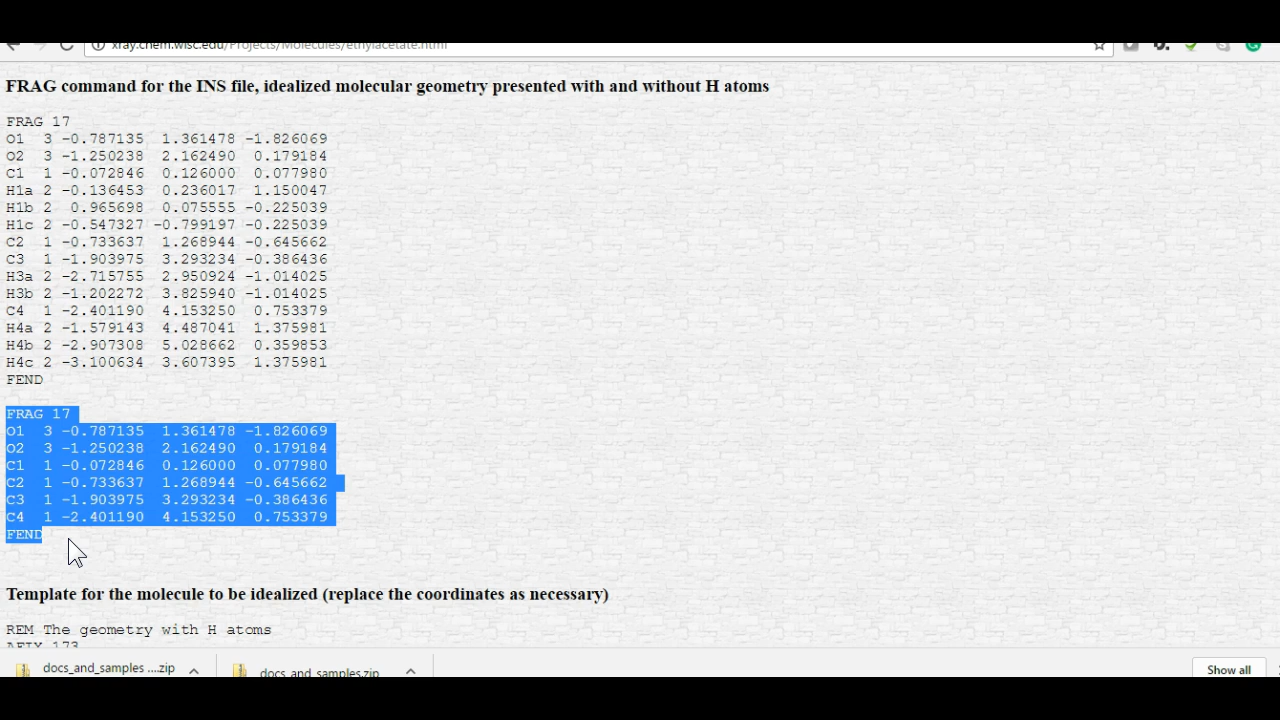 xray.chem.wisc.edu/Projects/Molecules/ethylacetate.html
FRAG command for the INS file, idealized molecular geometry presented with and without H atoms
FRAG 17
O1 3 -0.787135 1.361478 -1.826069
O2 3 -1.250238 2.162490 0.179184
C1 1 -0.072846 0.126000 0.077980
H1a 2 -0.136453 0.236017 1.150047
H1b 2 0.965698 0.075555 -0.225039
H1c 2 -0.547327 -0.799197 -0.225039
C2 1 -0.733637 1.268944 -0.645662
C3 1 -1.903975 3.293234 -0.386436
H3a 2 -2.715755 2.950924 -1.014025
H3b 2 -1.202272 3.825940 -1.014025
C4 1 -2.401190 4.153250 0.753379
H4a 2 -1.579143 4.487041 1.375981
H4b 2 -2.907308 5.028662 0.359853
H4c 2 -3.100634 3.607395 1.375981
FEND
FRAG 17
O1 3 -0.787135 1.361478 -1.826069
O2 3 -1.250238 2.162490 0.179184
C1 1 -0.072846 0.126000 0.077980
C2 1 -0.733637 1.268944 -0.645662
C3 1 -1.903975 3.293234 -0.386436
C4 1 -2.401190 4.153250 0.753379
FEND
Template for the molecule to be idealized (replace the coordinates as necessary)
REM The geometry with H atoms
AFIX 173
docs_and_samples ....zip
docs_and_samples.zip
Show all